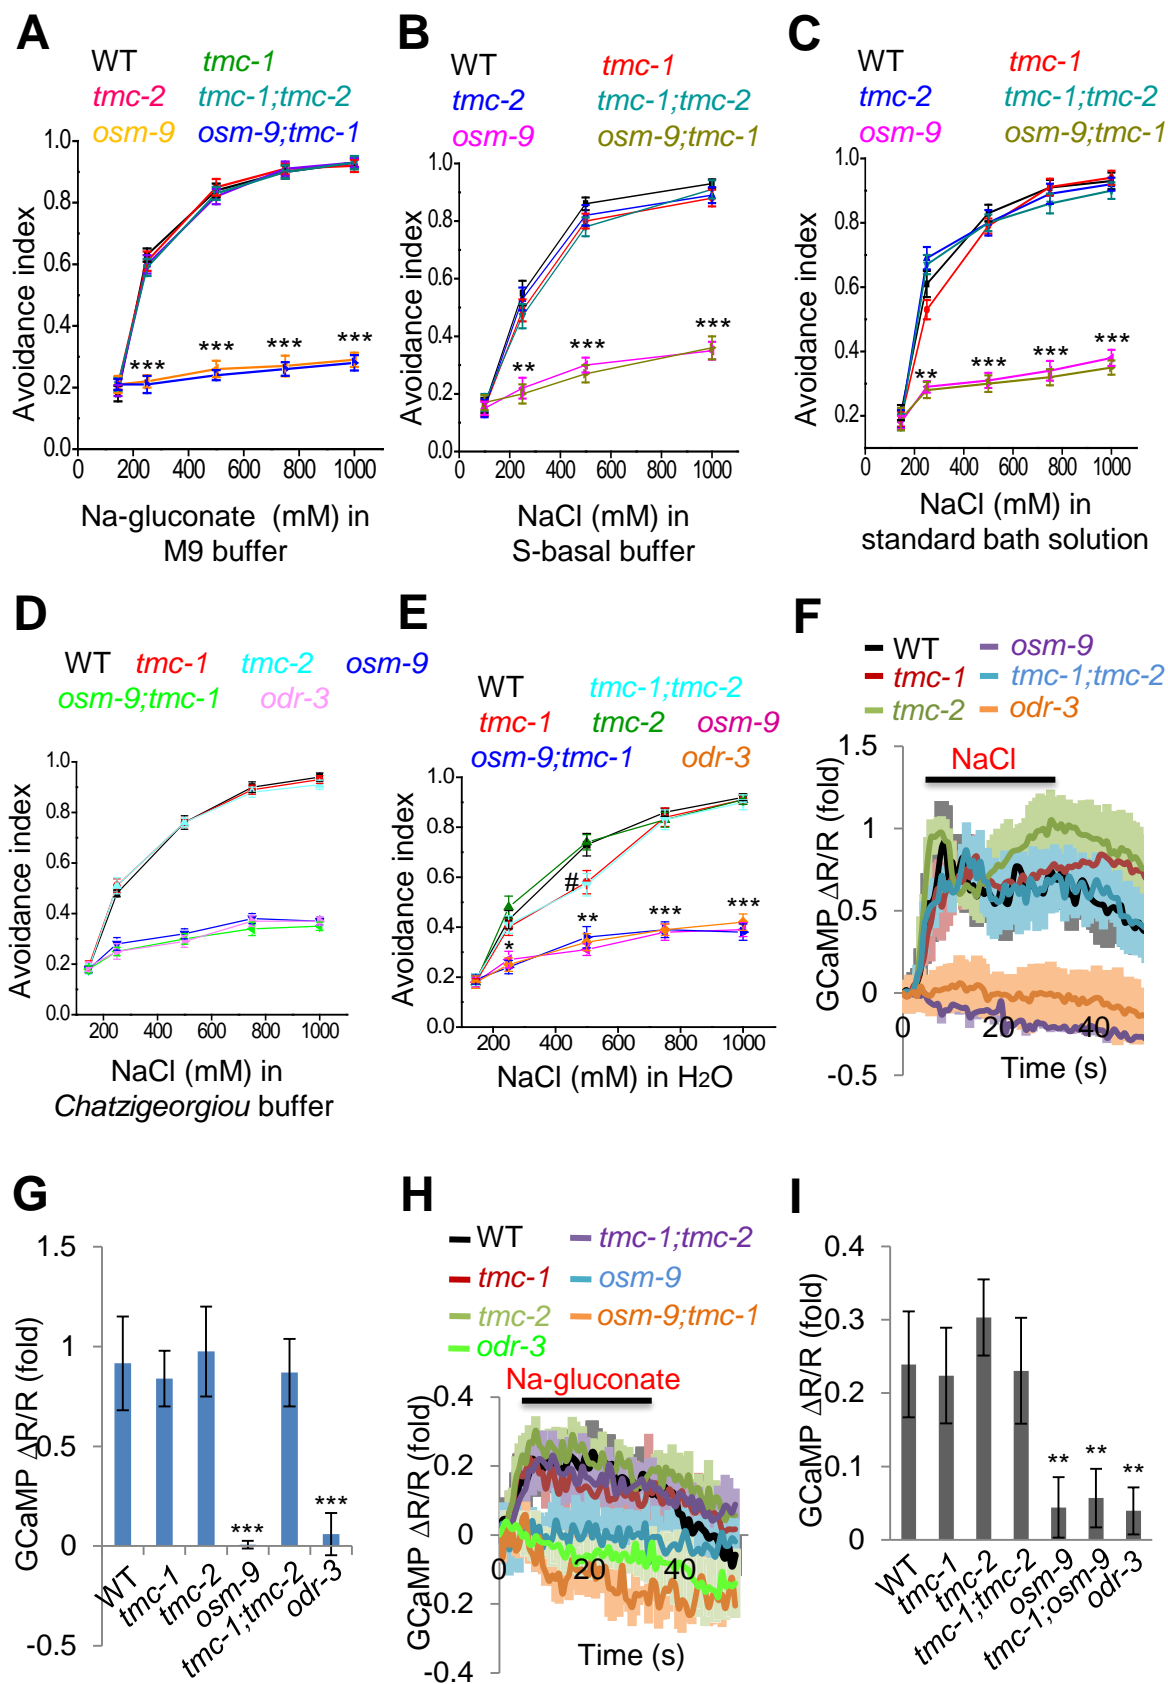 A
WT tmc-1
tmc-2 tmc-1;tmc-2
osm-9 osm-9;tmc-1
Avoidance index
1.0
0.8
0.6
0.4
0.2
0.0
*** *** *** ***
0 200 400 600 800 1000
Na-gluconate (mM) in
M9 buffer
B
WT tmc-1
tmc-2 tmc-1;tmc-2
osm-9 osm-9;tmc-1
Avoidance index
1.0
0.8
0.6
0.4
0.2
0.0
** *** ***
0 200 400 600 800 1000
NaCl (mM) in
S-basal buffer
C
WT tmc-1
tmc-2 tmc-1;tmc-2
osm-9 osm-9;tmc-1
Avoidance index
1.0
0.8
0.6
0.4
0.2
** *** *** ***
0 200 400 600 800 1000
NaCl (mM) in
standard bath solution
D
WT tmc-1 tmc-2 osm-9
osm-9;tmc-1 odr-3
Avoidance index
1.0
0.8
0.6
0.4
0.2
0.0
200 400 600 800 1000
NaCl (mM) in
Chatzigeorgiou buffer
E
WT tmc-1;tmc-2
tmc-1 tmc-2 osm-9
osm-9;tmc-1 odr-3
Avoidance index
1.0
0.8
0.6
0.4
0.2
0.0
#
* ** *** ***
200 400 600 800 1000
NaCl (mM) in H2O
F
WT osm-9
tmc-1 tmc-1;tmc-2
tmc-2 odr-3
GCaMP ΔR/R (fold)
1.5
1
0.5
0
-0.5
NaCl
0 20 40
Time (s)
G
GCaMP ΔR/R (fold)
1.5
1
0.5
0
-0.5
*** ***
WT tmc-1 tmc-2 osm-9 tmc-1;tmc-2 odr-3
H
WT tmc-1;tmc-2
tmc-1 osm-9
tmc-2 osm-9;tmc-1
odr-3
Na-gluconate
GCaMP ΔR/R (fold)
0.4
0.2
0
-0.2
-0.4
0 20 40
Time (s)
I
GCaMP ΔR/R (fold)
0.4
0.3
0.2
0.1
0
** ** **
WT tmc-1 tmc-2 tmc-1;tmc-2 osm-9 tmc-1;osm-9 odr-3